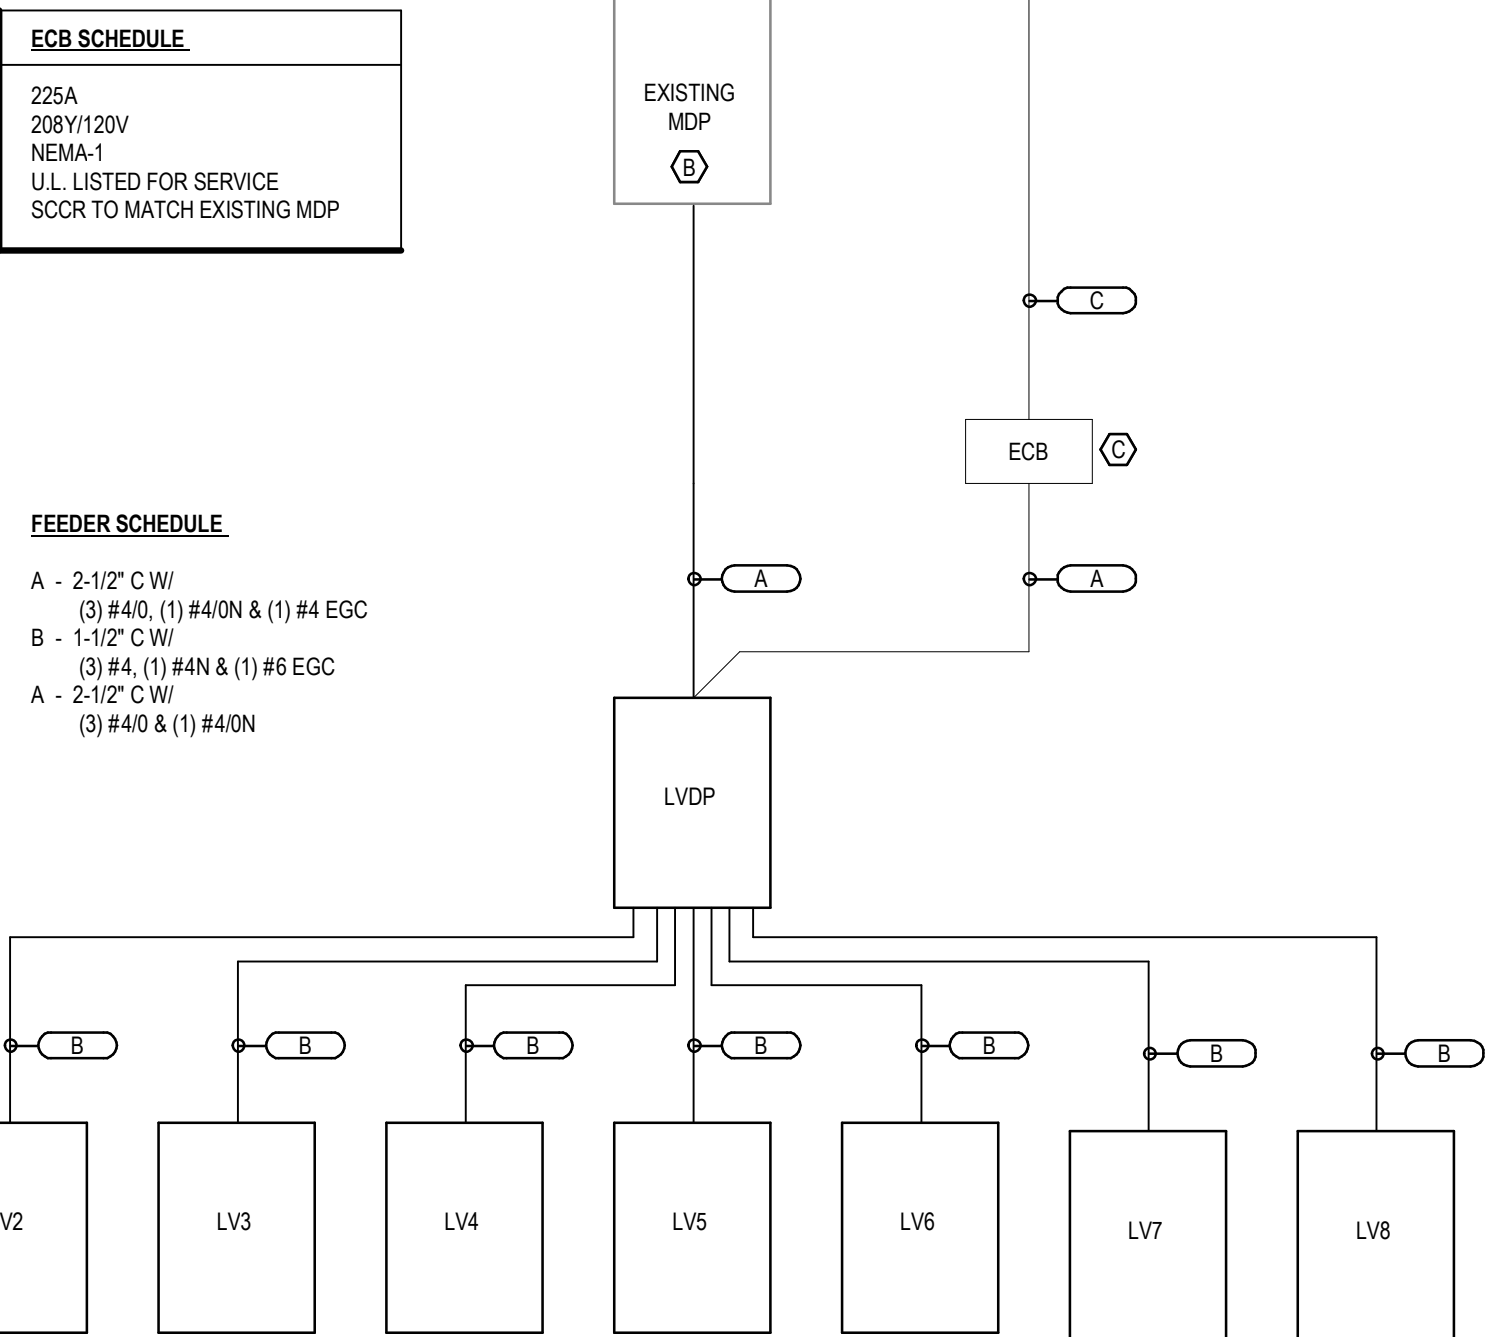 ECB SCHEDULE
225A
208Y/120V
NEMA-1
U.L. LISTED FOR SERVICE
SCCR TO MATCH EXISTING MDP
EXISTING
MDP
B
C
ECB
C
FEEDER SCHEDULE
A - 2-1/2" C W/
(3) #4/0, (1) #4/0N & (1) #4 EGC
B - 1-1/2" C W/
(3) #4, (1) #4N & (1) #6 EGC
A - 2-1/2" C W/
(3) #4/0 & (1) #4/0N
A
A
LVDP
B
B
B
B
B
B
B
V2
LV3
LV4
LV5
LV6
LV7
LV8